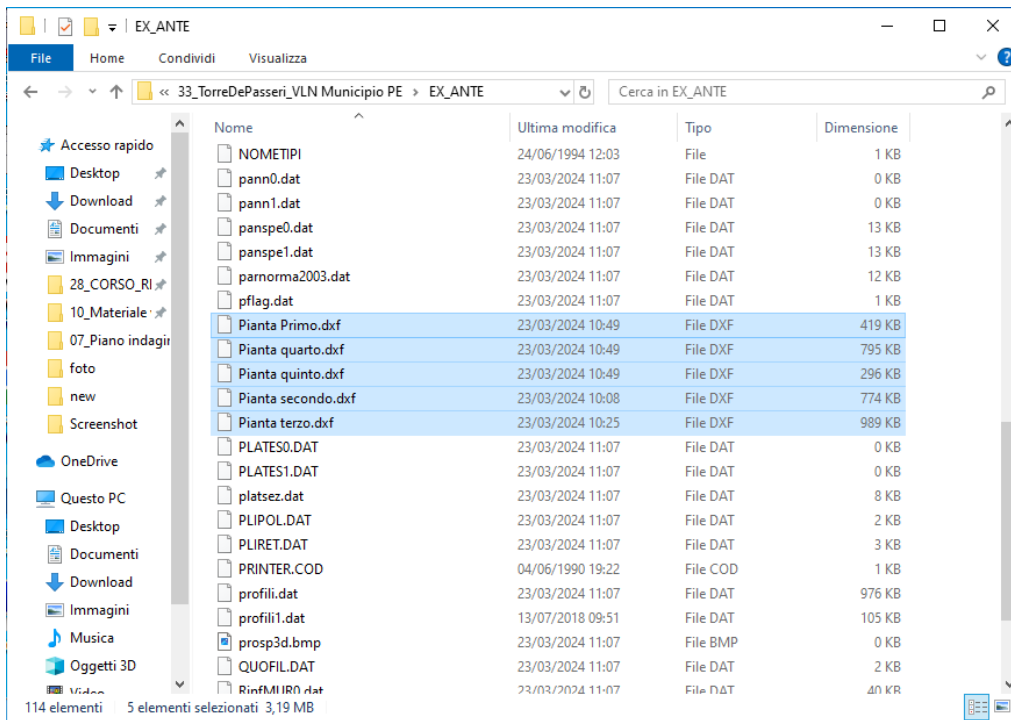 EX_ANTE
File Home Condividi Visualizza
« 33_TorreDePasseri_VLN Municipio PE > EX_ANTE Cerca in EX_ANTE
Accesso rapido
Desktop
Download
Documenti
Immagini
28_CORSO_RI
10_Materiale
07_Piano indagin
foto
new
Screenshot
OneDrive
Questo PC
Desktop
Documenti
Download
Immagini
Musica
Oggetti 3D
Video
Nome Ultima modifica Tipo Dimensione
NOMETIPI 24/06/1994 12:03 File 1 KB
pann0.dat 23/03/2024 11:07 File DAT 0 KB
pann1.dat 23/03/2024 11:07 File DAT 0 KB
panspe0.dat 23/03/2024 11:07 File DAT 13 KB
panspe1.dat 23/03/2024 11:07 File DAT 13 KB
parnorma2003.dat 23/03/2024 11:07 File DAT 12 KB
pflag.dat 23/03/2024 11:07 File DAT 1 KB
Pianta Primo.dxf 23/03/2024 10:49 File DXF 419 KB
Pianta quarto.dxf 23/03/2024 10:49 File DXF 795 KB
Pianta quinto.dxf 23/03/2024 10:49 File DXF 296 KB
Pianta secondo.dxf 23/03/2024 10:08 File DXF 774 KB
Pianta terzo.dxf 23/03/2024 10:25 File DXF 989 KB
PLATES0.DAT 23/03/2024 11:07 File DAT 0 KB
PLATES1.DAT 23/03/2024 11:07 File DAT 0 KB
platsez.dat 23/03/2024 11:07 File DAT 8 KB
PLIPOL.DAT 23/03/2024 11:07 File DAT 2 KB
PLIRET.DAT 23/03/2024 11:07 File DAT 3 KB
PRINTER.COD 04/06/1990 19:22 File COD 1 KB
profili.dat 23/03/2024 11:07 File DAT 976 KB
profili1.dat 13/07/2018 09:51 File DAT 105 KB
prosp3d.bmp 23/03/2024 11:07 File BMP 0 KB
QUOFIL.DAT 23/03/2024 11:07 File DAT 2 KB
RinfMUR0.dat 23/03/2024 11:07 File DAT 40 KB
114 elementi 5 elementi selezionati 3,19 MB